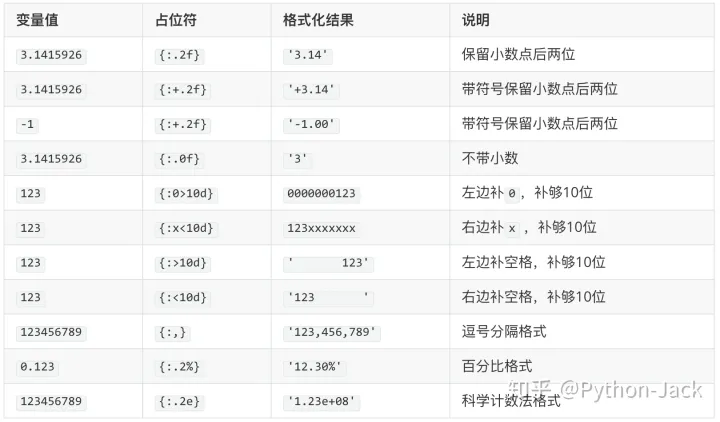 变量值 占位符 格式化结果 说明
3.1415926 {:.2f} '3.14' 保留小数点后两位
3.1415926 {:+.2f} '+3.14' 带符号保留小数点后两位
-1 {:+.2f} '-1.00' 带符号保留小数点后两位
3.1415926 {:.0f} '3' 不带小数
123 {:0>10d} 0000000123 左边补 0 ，补够10位
123 {:x<10d} 123xxxxxxx 右边补 x ，补够10位
123 {:>10d} '       123' 左边补空格，补够10位
123 {:<10d} '123       ' 右边补空格，补够10位
123456789 {:,} '123,456,789' 逗号分隔格式
0.123 {:.2%} '12.30%' 百分比格式
123456789 {:.2e} '1.23e+08' 科学计数法格式
知乎 @Python-Jack